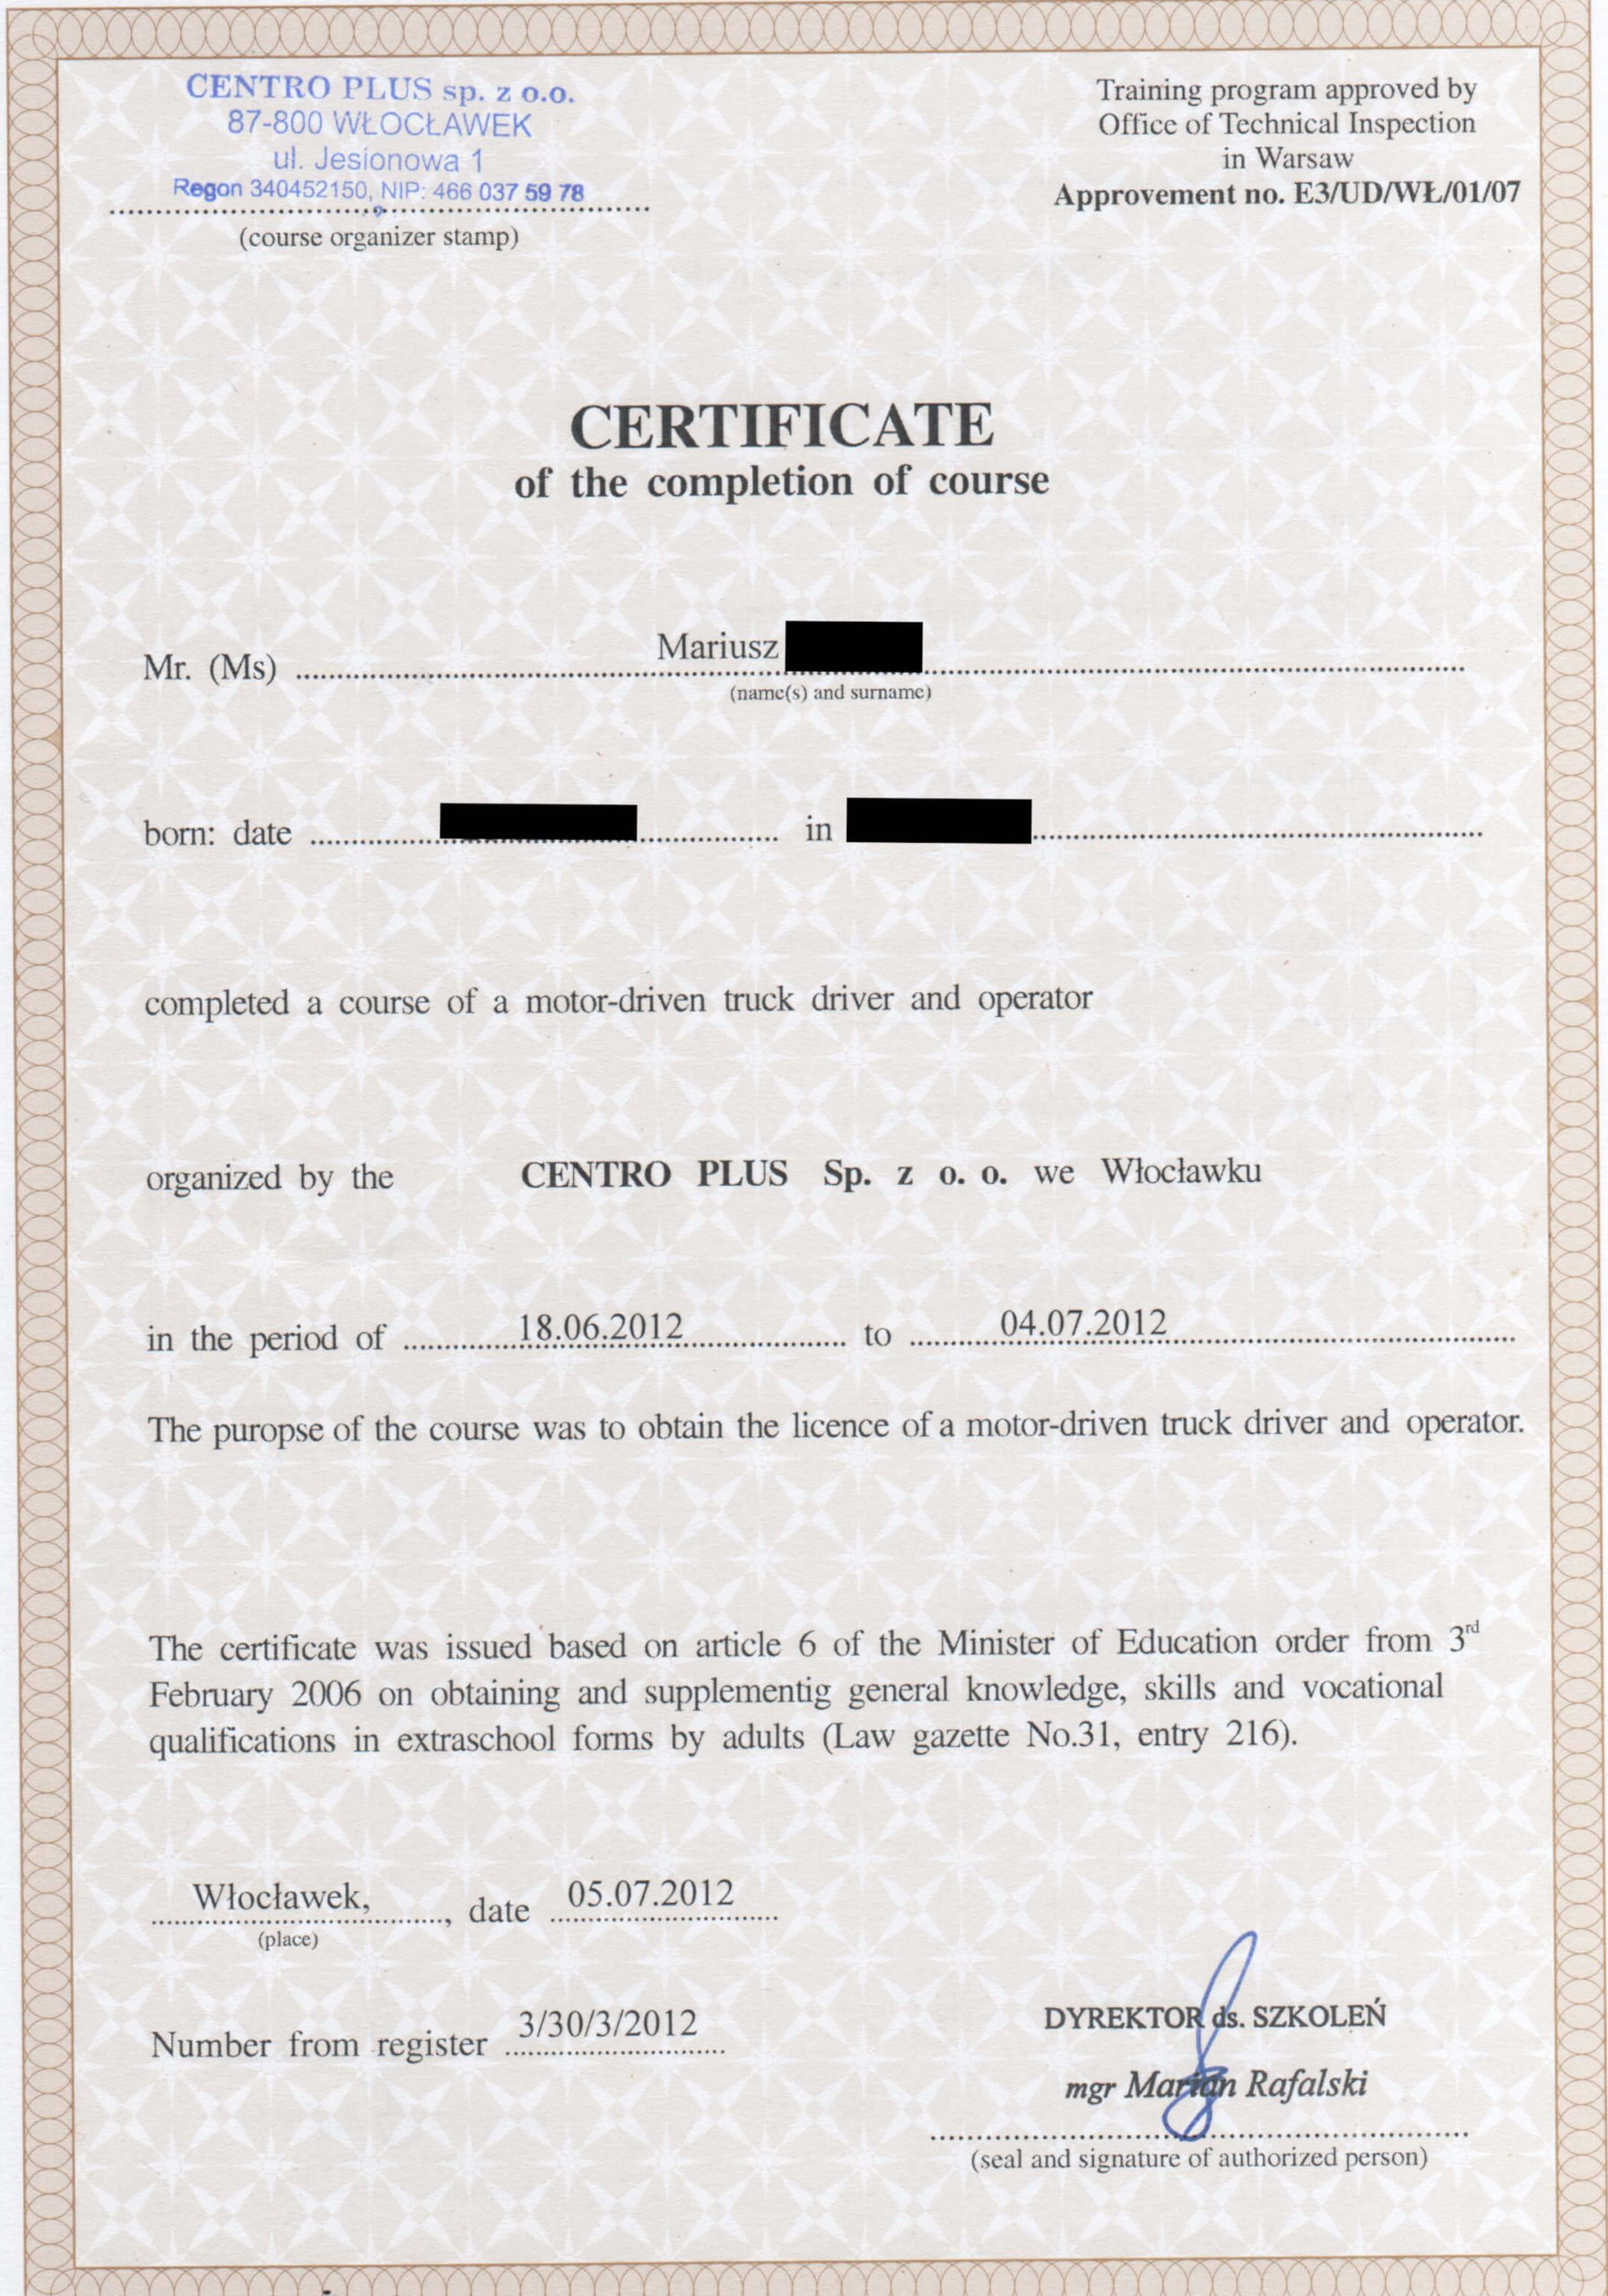 CENTRO PLUS sp. z o.o.
87-800 WŁOCŁAWEK
ul. Jesionowa 1
Regon 340452150, NIP: 466 037 59 78
(course organizer stamp)
Training program approved by
Office of Technical Inspection
in Warsaw
Approvement no. E3/UD/WŁ/01/07
CERTIFICATE
of the completion of course
Mr. (Ms) Mariusz
(name(s) and surname)
born: date in
completed a course of a motor-driven truck driver and operator
organized by the CENTRO PLUS Sp. z o. o. we Włocławku
in the period of 18.06.2012 to 04.07.2012
The puropse of the course was to obtain the licence of a motor-driven truck driver and operator.
The certificate was issued based on article 6 of the Minister of Education order from 3rd
February 2006 on obtaining and supplementig general knowledge, skills and vocational
qualifications in extraschool forms by adults (Law gazette No.31, entry 216).
Włocławek, , date 05.07.2012
(place)
Number from register 3/30/3/2012
DYREKTOR ds. SZKOLEŃ
mgr Marian Rafalski
(seal and signature of authorized person)